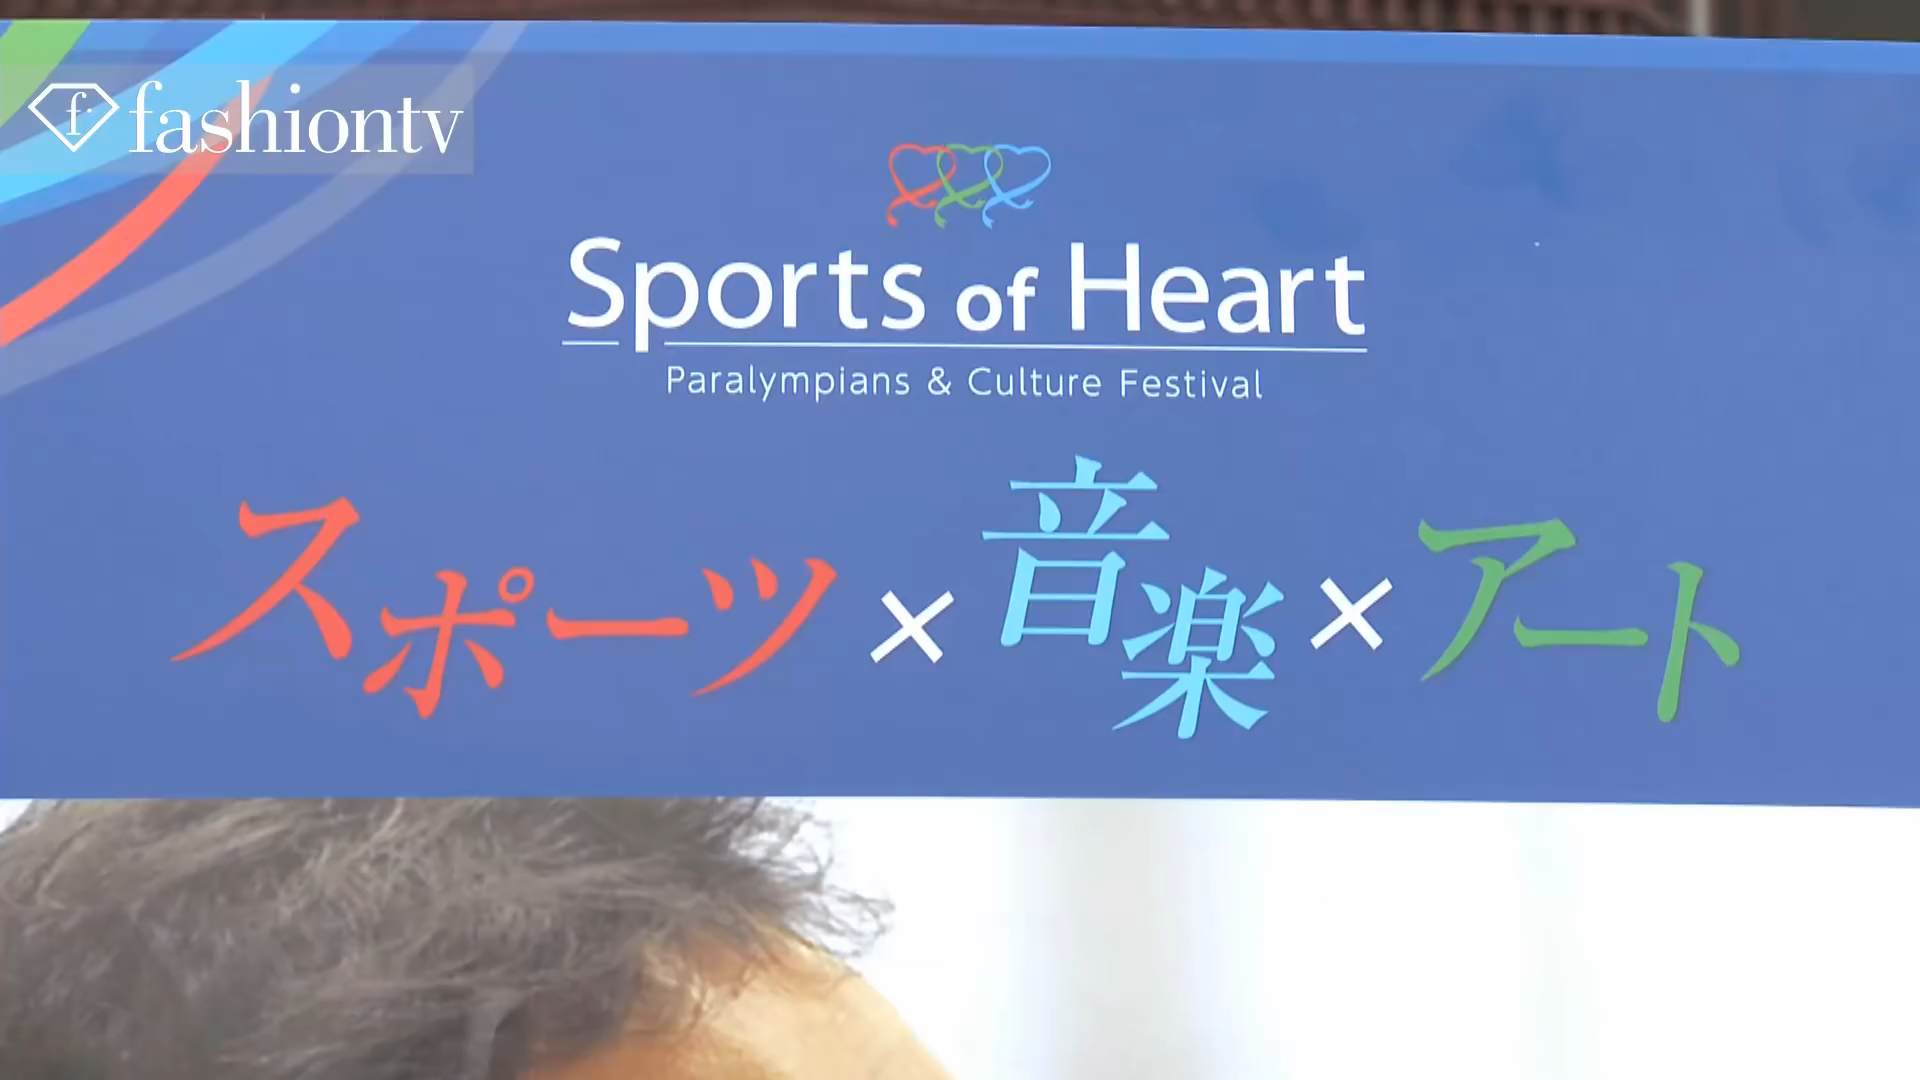 fashiontv
Sports of Heart
Paralympians & Culture Festival
スポーツ×音楽×アート